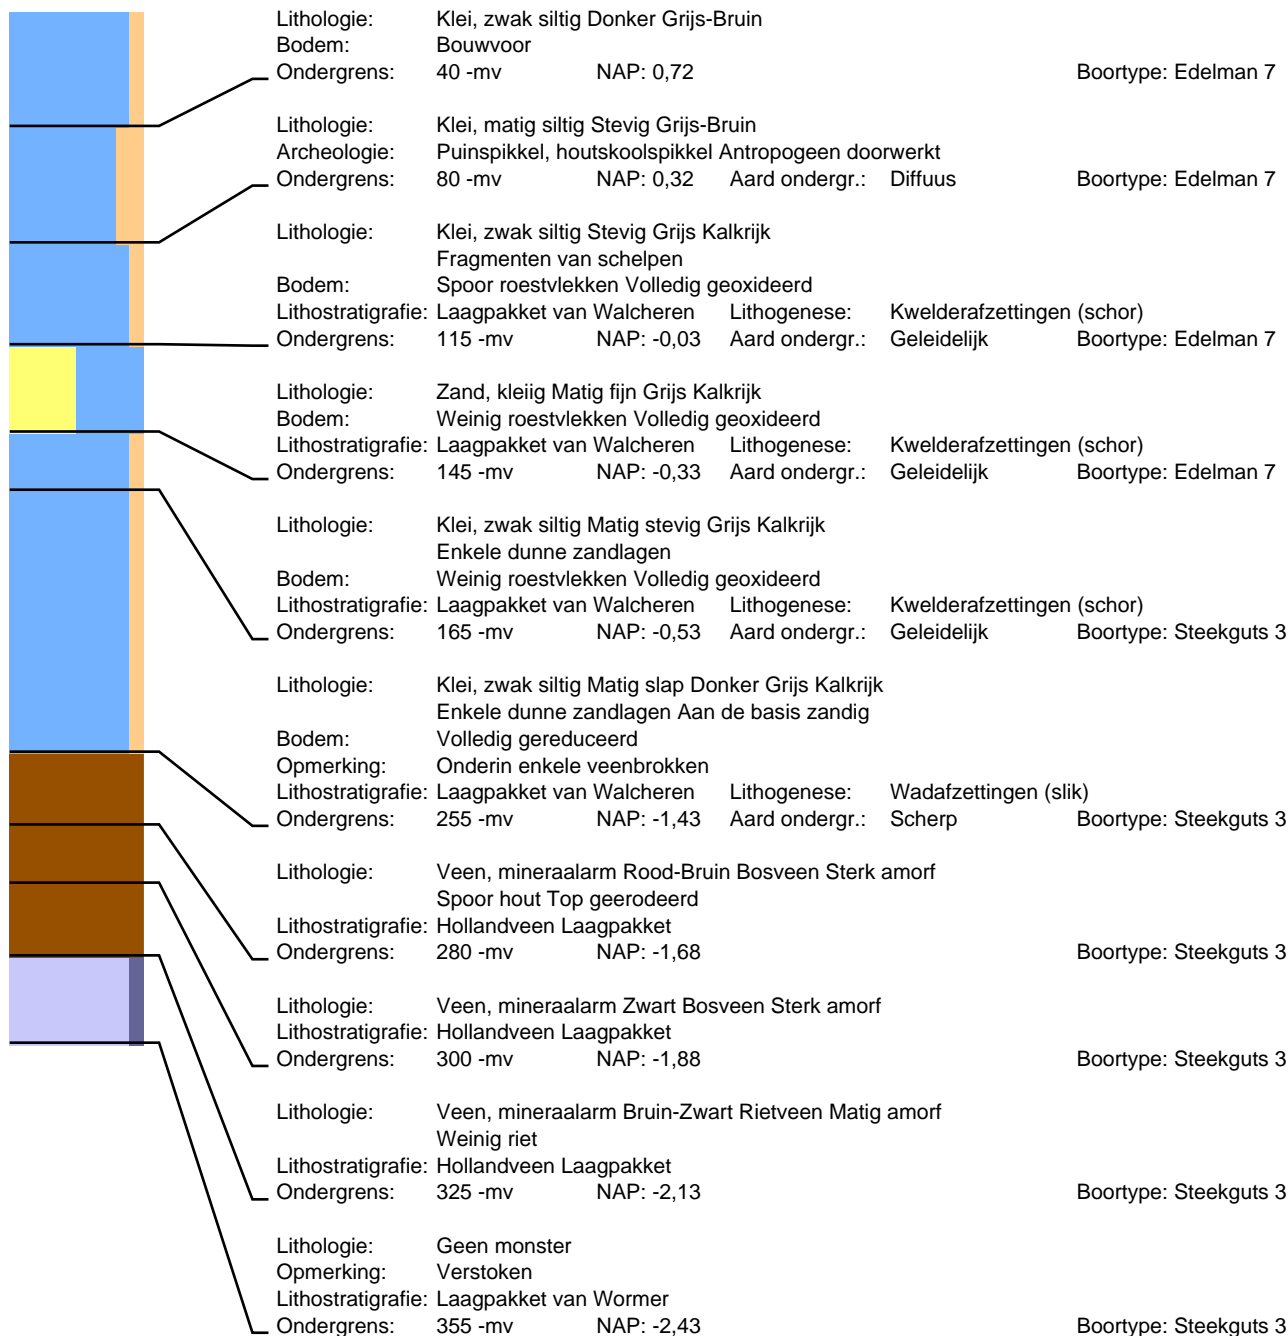 Lithologie: Klei, zwak siltig Donker Grijs-Bruin
Bodem: Bouwvoor
Ondergrens: 40 -mv NAP: 0,72 Boortype: Edelman 7
Lithologie: Klei, matig siltig Stevig Grijs-Bruin
Archeologie: Puinspikkel, houtskoolspikkel Antropogeen doorwerkt
Ondergrens: 80 -mv NAP: 0,32 Aard ondergr.: Diffuus Boortype: Edelman 7
Lithologie: Klei, zwak siltig Stevig Grijs Kalkrijk
Fragmenten van schelpen
Bodem: Spoor roestvlekken Volledig geoxideerd
Lithostratigrafie: Laagpakket van Walcheren Lithogenese: Kwelderafzettingen (schor)
Ondergrens: 115 -mv NAP: -0,03 Aard ondergr.: Geleidelijk Boortype: Edelman 7
Lithologie: Zand, kleiig Matig fijn Grijs Kalkrijk
Bodem: Weinig roestvlekken Volledig geoxideerd
Lithostratigrafie: Laagpakket van Walcheren Lithogenese: Kwelderafzettingen (schor)
Ondergrens: 145 -mv NAP: -0,33 Aard ondergr.: Geleidelijk Boortype: Edelman 7
Lithologie: Klei, zwak siltig Matig stevig Grijs Kalkrijk
Enkele dunne zandlagen
Bodem: Weinig roestvlekken Volledig geoxideerd
Lithostratigrafie: Laagpakket van Walcheren Lithogenese: Kwelderafzettingen (schor)
Ondergrens: 165 -mv NAP: -0,53 Aard ondergr.: Geleidelijk Boortype: Steekguts 3
Lithologie: Klei, zwak siltig Matig slap Donker Grijs Kalkrijk
Enkele dunne zandlagen Aan de basis zandig
Bodem: Volledig gereduceerd
Opmerking: Onderin enkele veenbrokken
Lithostratigrafie: Laagpakket van Walcheren Lithogenese: Wadafzettingen (slik)
Ondergrens: 255 -mv NAP: -1,43 Aard ondergr.: Scherp Boortype: Steekguts 3
Lithologie: Veen, mineraalarm Rood-Bruin Bosveen Sterk amorf
Spoor hout Top geerodeerd
Lithostratigrafie: Hollandveen Laagpakket
Ondergrens: 280 -mv NAP: -1,68 Boortype: Steekguts 3
Lithologie: Veen, mineraalarm Zwart Bosveen Sterk amorf
Lithostratigrafie: Hollandveen Laagpakket
Ondergrens: 300 -mv NAP: -1,88 Boortype: Steekguts 3
Lithologie: Veen, mineraalarm Bruin-Zwart Rietveen Matig amorf
Weinig riet
Lithostratigrafie: Hollandveen Laagpakket
Ondergrens: 325 -mv NAP: -2,13 Boortype: Steekguts 3
Lithologie: Geen monster
Opmerking: Verstoken
Lithostratigrafie: Laagpakket van Wormer
Ondergrens: 355 -mv NAP: -2,43 Boortype: Steekguts 3